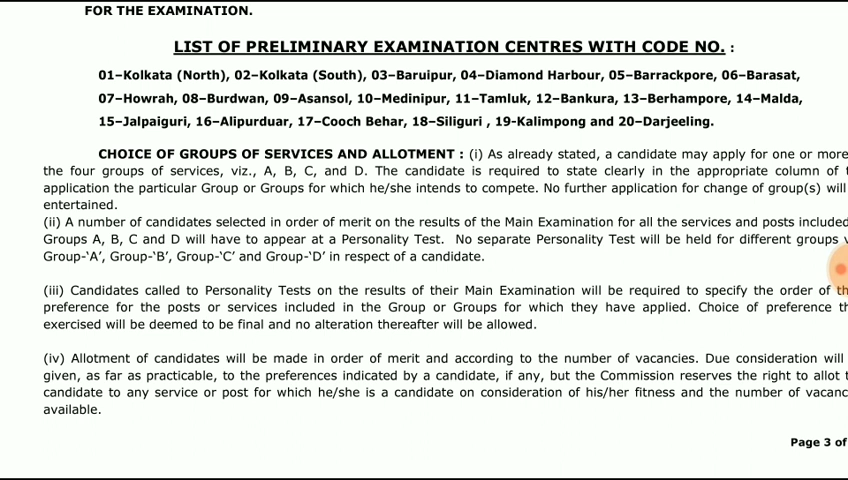 FOR THE EXAMINATION.
LIST OF PRELIMINARY EXAMINATION CENTRES WITH CODE NO. :
01–Kolkata (North), 02–Kolkata (South), 03–Baruipur, 04–Diamond Harbour, 05–Barrackpore, 06–Barasat,
07–Howrah, 08–Burdwan, 09–Asansol, 10–Medinipur, 11–Tamluk, 12–Bankura, 13–Berhampore, 14–Malda,
15–Jalpaiguri, 16–Alipurduar, 17–Cooch Behar, 18–Siliguri , 19-Kalimpong and 20–Darjeeling.
CHOICE OF GROUPS OF SERVICES AND ALLOTMENT : (i) As already stated, a candidate may apply for one or more
the four groups of services, viz., A, B, C, and D. The candidate is required to state clearly in the appropriate column of
application the particular Group or Groups for which he/she intends to compete. No further application for change of group(s) will
entertained.
(ii) A number of candidates selected in order of merit on the results of the Main Examination for all the services and posts included
Groups A, B, C and D will have to appear at a Personality Test. No separate Personality Test will be held for different groups
Group-‘A’, Group-‘B’, Group-‘C’ and Group-‘D’ in respect of a candidate.
(iii) Candidates called to Personality Tests on the results of their Main Examination will be required to specify the order of
preference for the posts or services included in the Group or Groups for which they have applied. Choice of preference
exercised will be deemed to be final and no alteration thereafter will be allowed.
(iv) Allotment of candidates will be made in order of merit and according to the number of vacancies. Due consideration will
given, as far as practicable, to the preferences indicated by a candidate, if any, but the Commission reserves the right to allot
candidate to any service or post for which he/she is a candidate on consideration of his/her fitness and the number of
available.
Page 3 of